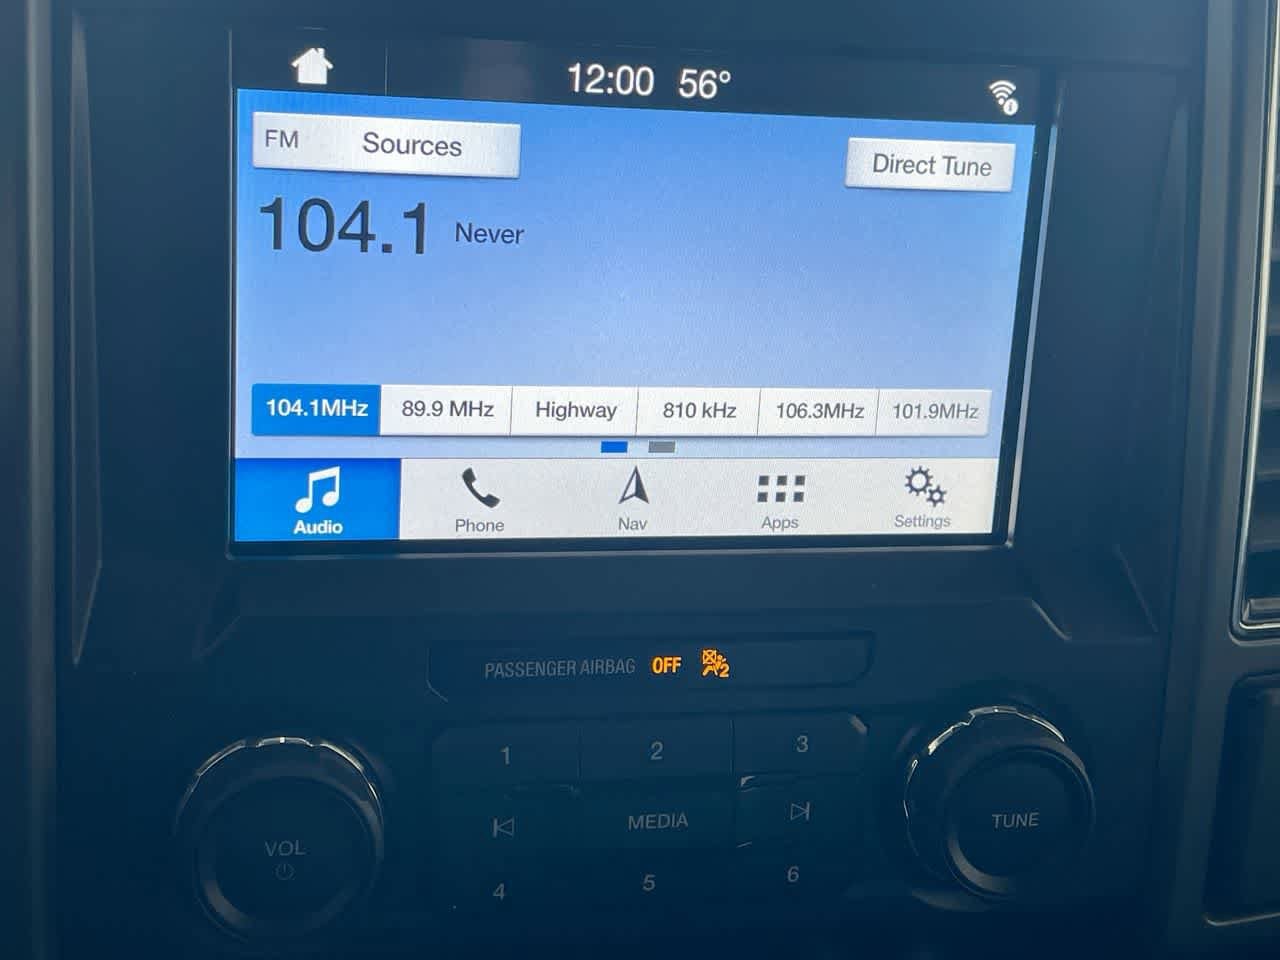 12:00 56°
FM Sources
Direct Tune
104.1 Never
104.1MHz 89.9 MHz Highway 810 kHz 106.3MHz 101.9MHz
Audio Phone Nav Apps Settings
PASSENGER AIRBAG OFF 2
1 2 3
VOL MEDIA TUNE
4 5 6